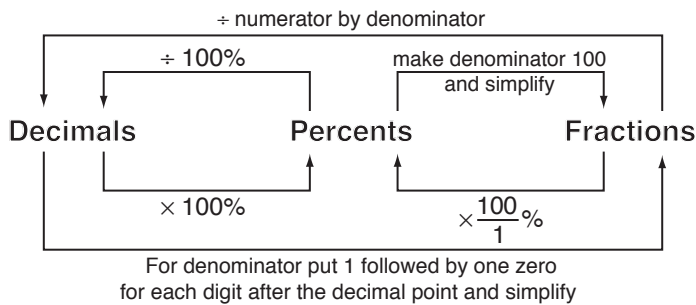 ÷ numerator by denominator
÷ 100%
make denominator 100
and simplify
Decimals Percents Fractions
× 100%
× 100/1 %
For denominator put 1 followed by one zero
for each digit after the decimal point and simplify